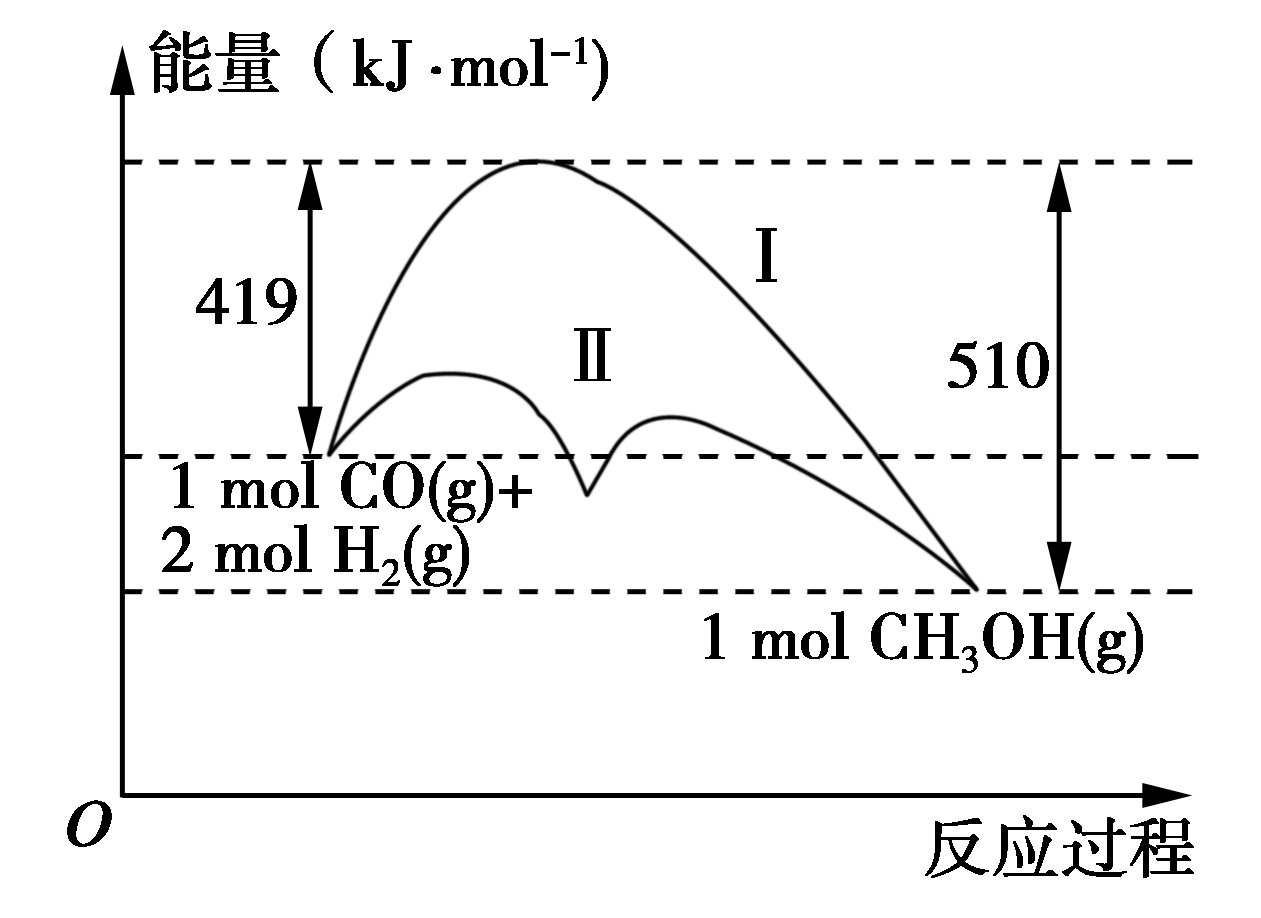 能量（kJ·mol⁻¹)
419
Ⅰ
Ⅱ
510
1 mol CO(g)+
2 mol H₂(g)
1 mol CH₃OH(g)
O
反应过程